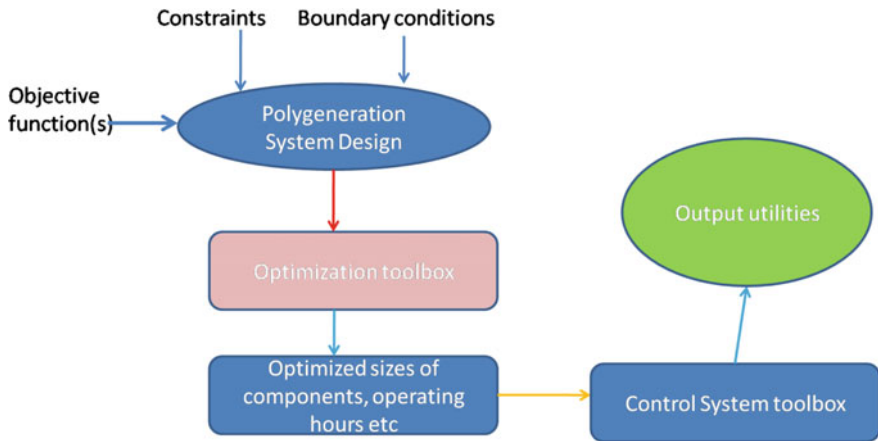 Constraints
Boundary conditions
Objective
function(s)
Polygeneration
System Design
Output utilities
Optimization toolbox
Optimized sizes of
components, operating
hours etc
Control System toolbox